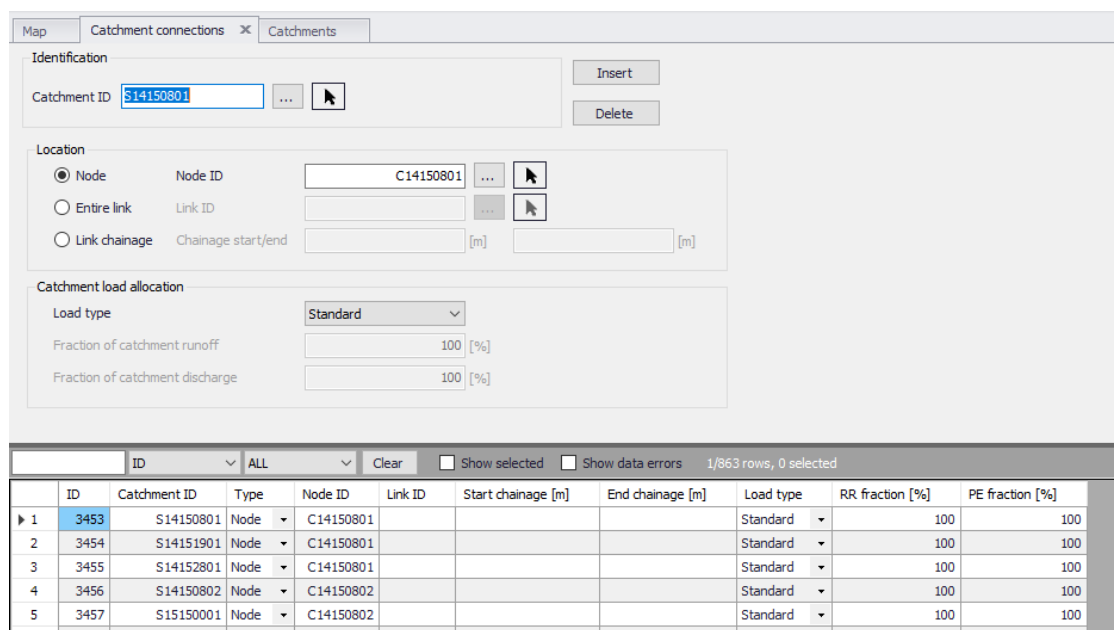 Map Catchment connections X Catchments
Identification
Insert
Catchment ID S14150801 ...
Delete
Location
Node Node ID C14150801 ...
Entire link Link ID ...
Link chainage Chainage start/end [m] [m]
Catchment load allocation
Load type Standard
Fraction of catchment runoff 100 [%]
Fraction of catchment discharge 100 [%]
ID ALL Clear Show selected Show data errors 1/863 rows, 0 selected
ID Catchment ID Type Node ID Link ID Start chainage [m] End chainage [m] Load type RR fraction [%] PE fraction [%]
1 3453 S14150801 Node C14150801 Standard 100 100
2 3454 S14151901 Node C14150801 Standard 100 100
3 3455 S14152801 Node C14150801 Standard 100 100
4 3456 S14150802 Node C14150802 Standard 100 100
5 3457 S15150001 Node C14150802 Standard 100 100